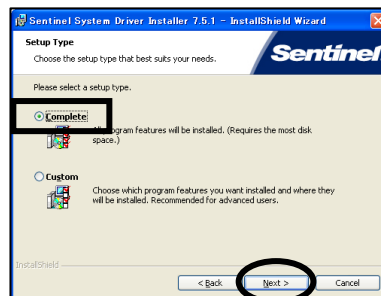 Sentinel System Driver Installer 7.5.1 - InstallShield Wizard
Setup Type
Choose the setup type that best suits your needs.
Sentinel
Please select a setup type.
Complete
program features will be installed. (Requires the most disk
space.)
Custom
Choose which program features you want installed and where they
will be installed. Recommended for advanced users.
InstallShield
< Back
Next >
Cancel